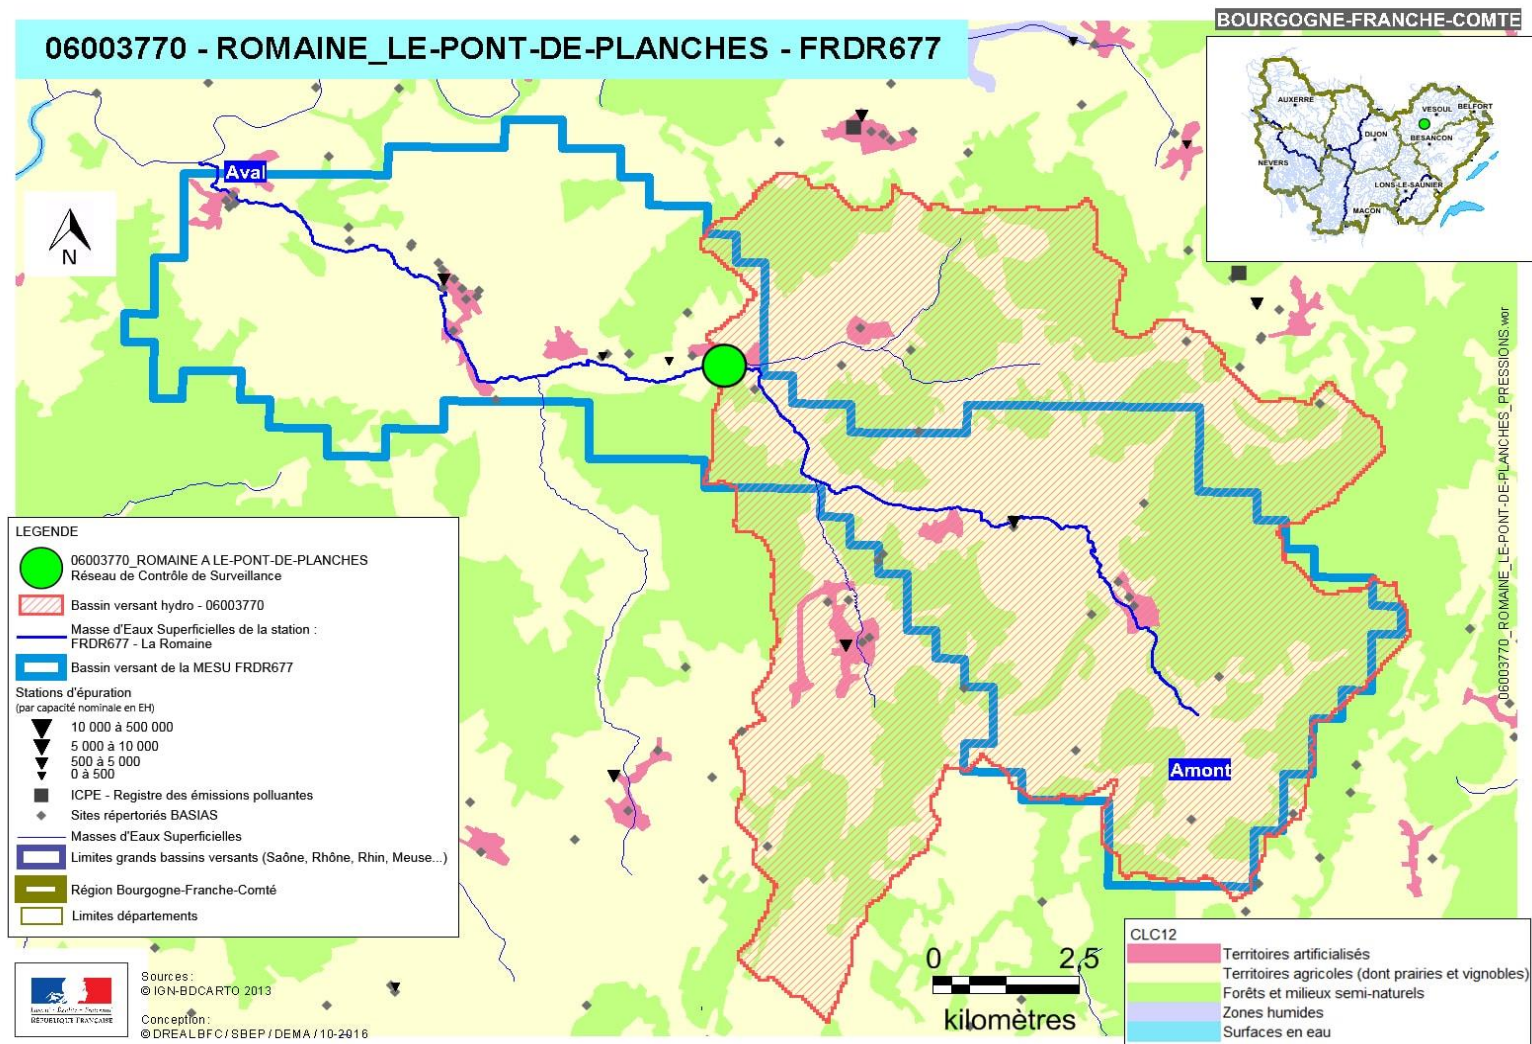 BOURGOGNE-FRANCHE-COMTE
06003770 - ROMAINE_LE-PONT-DE-PLANCHES - FRDR677
AUXERRE
VESOUL
BELFORT
DIJON
BESANCON
NEVERS
LONS-LE-SAUNIER
MACON
Aval
N
Amont
06003770_ROMAINE_LE-PONT-DE-PLANCHES_PRESSIONS.wor
LEGENDE
06003770_ROMAINE A LE-PONT-DE-PLANCHES
Réseau de Contrôle de Surveillance
Bassin versant hydro - 06003770
Masse d'Eaux Superficielles de la station :
FRDR677 - La Romaine
Bassin versant de la MESU FRDR677
Stations d'épuration
(par capacité nominale en EH)
10 000 à 500 000
5 000 à 10 000
500 à 5 000
0 à 500
ICPE - Registre des émissions polluantes
Sites répertoriés BASIAS
Masses d'Eaux Superficielles
Limites grands bassins versants (Saône, Rhône, Rhin, Meuse...)
Région Bourgogne-Franche-Comté
Limites départements
Liberté • Égalité • Fraternité
RÉPUBLIQUE FRANÇAISE
Sources :
© IGN-BDCARTO 2013
Conception :
© DREAL BFC / SBEP / DEMA / 10-2016
0 2,5
kilomètres
CLC12
Territoires artificialisés
Territoires agricoles (dont prairies et vignobles)
Forêts et milieux semi-naturels
Zones humides
Surfaces en eau